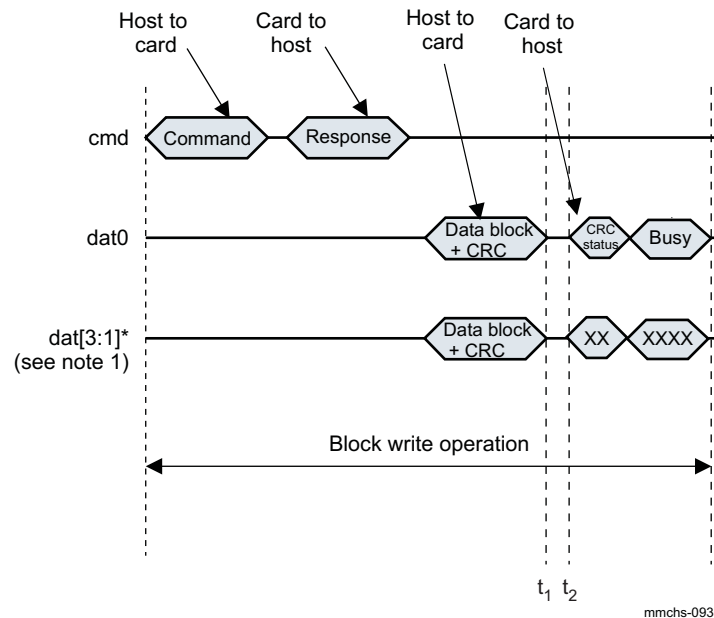 Host to
card
Card to
host
Host to
card
Card to
host
cmd
Command
Response
dat0
Data block
+ CRC
CRC
status
Busy
dat[3:1]*
(see note 1)
Data block
+ CRC
XX
XXXX
Block write operation
t1 t2
mmchs-093